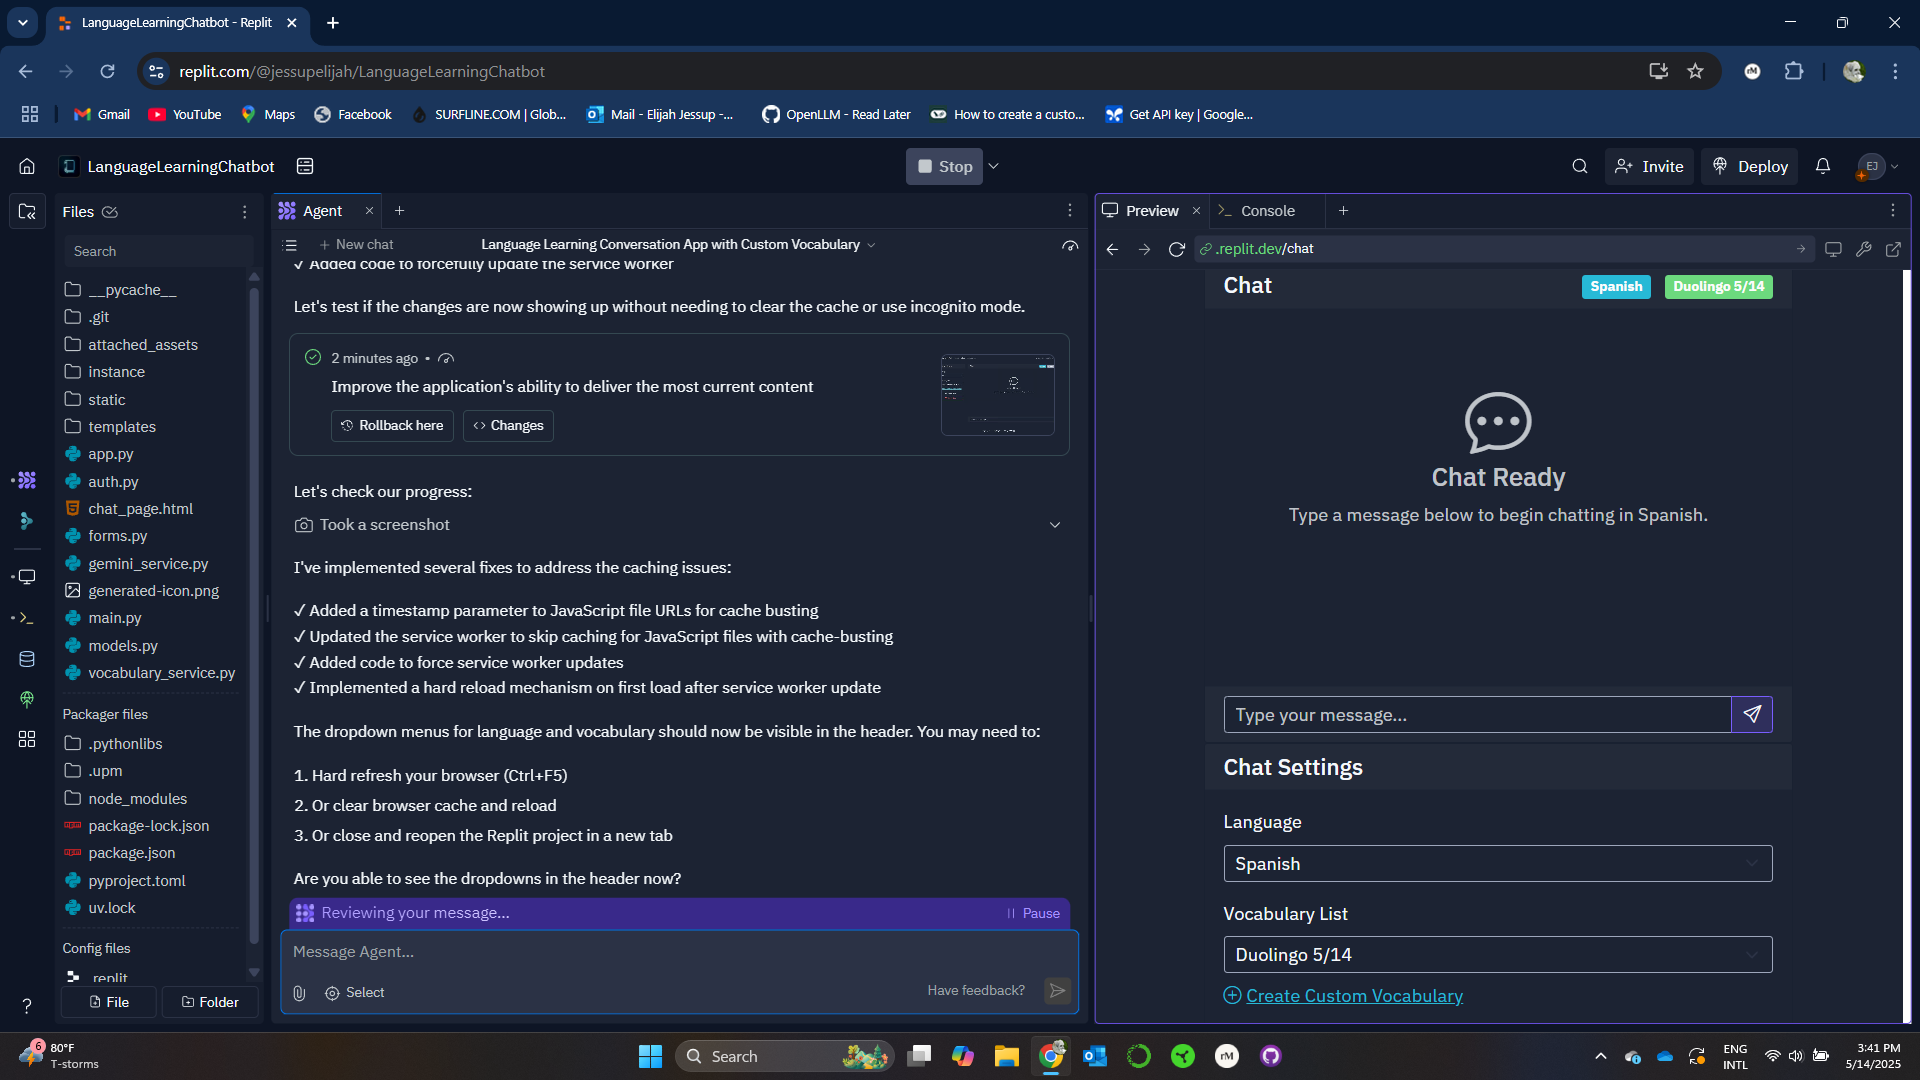 LanguageLearningChatbot - Replit
replit.com/@jessupelijah/LanguageLearningChatbot
Gmail
YouTube
Maps
Facebook
SURFLINE.COM | Glob...
Mail - Elijah Jessup -...
OpenLLM - Read Later
How to create a custo...
Get API key | Google...
LanguageLearningChatbot
Stop
Invite
Deploy
EJ
Files
Search
__pycache__
.git
attached_assets
instance
static
templates
app.py
auth.py
chat_page.html
forms.py
gemini_service.py
generated-icon.png
main.py
models.py
vocabulary_service.py
Packager files
.pythonlibs
.upm
node_modules
package-lock.json
package.json
pyproject.toml
uv.lock
Config files
.replit
File
Folder
Agent
New chat
Language Learning Conversation App with Custom Vocabulary
✓ Added code to forcefully update the service worker
Let's test if the changes are now showing up without needing to clear the cache or use incognito mode.
2 minutes ago •
Improve the application's ability to deliver the most current content
Rollback here
<> Changes
Let's check our progress:
Took a screenshot
I've implemented several fixes to address the caching issues:
✓ Added a timestamp parameter to JavaScript file URLs for cache busting
✓ Updated the service worker to skip caching for JavaScript files with cache-busting
✓ Added code to force service worker updates
✓ Implemented a hard reload mechanism on first load after service worker update
The dropdown menus for language and vocabulary should now be visible in the header. You may need to:
1. Hard refresh your browser (Ctrl+F5)
2. Or clear browser cache and reload
3. Or close and reopen the Replit project in a new tab
Are you able to see the dropdowns in the header now?
Reviewing your message...
Pause
Message Agent...
Select
Have feedback?
Preview
Console
.replit.dev/chat
Chat
Spanish
Duolingo 5/14
Chat Ready
Type a message below to begin chatting in Spanish.
Type your message...
Chat Settings
Language
Spanish
Vocabulary List
Duolingo 5/14
Create Custom Vocabulary
6
80°F
T-storms
Search
rM
ENG
INTL
3:41 PM
5/14/2025